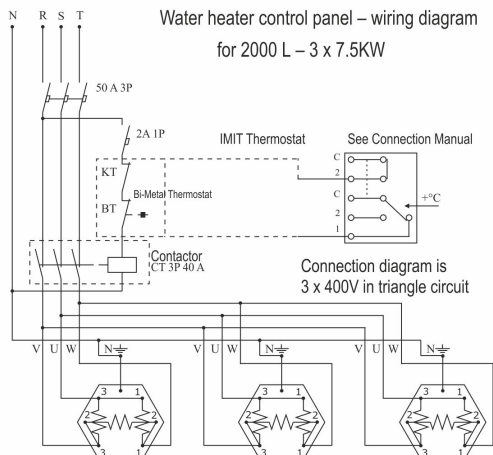 Water heater control panel – wiring diagram
for 2000 L – 3 x 7.5KW
N R S T
50 A 3P
2A 1P
IMIT Thermostat
See Connection Manual
KT
Bi-Metal Thermostat
BT
C
2
C
2
1
+°C
Contactor
CT 3P 40 A
Connection diagram is
3 x 400V in triangle circuit
V U W N
V U W N
V U W N
3 1
3 1
3 1
2 2
2 2
2 2
3 1
3 1
3 1